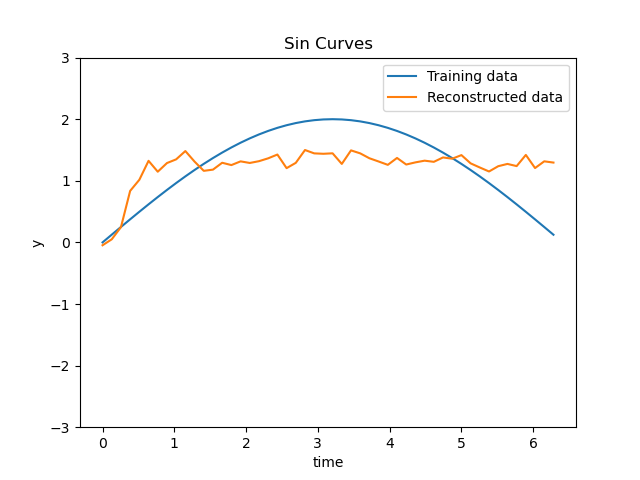 Sin Curves
Training data
Reconstructed data
3
2
1
0
−1
−2
−3
y
0 1 2 3 4 5 6
time